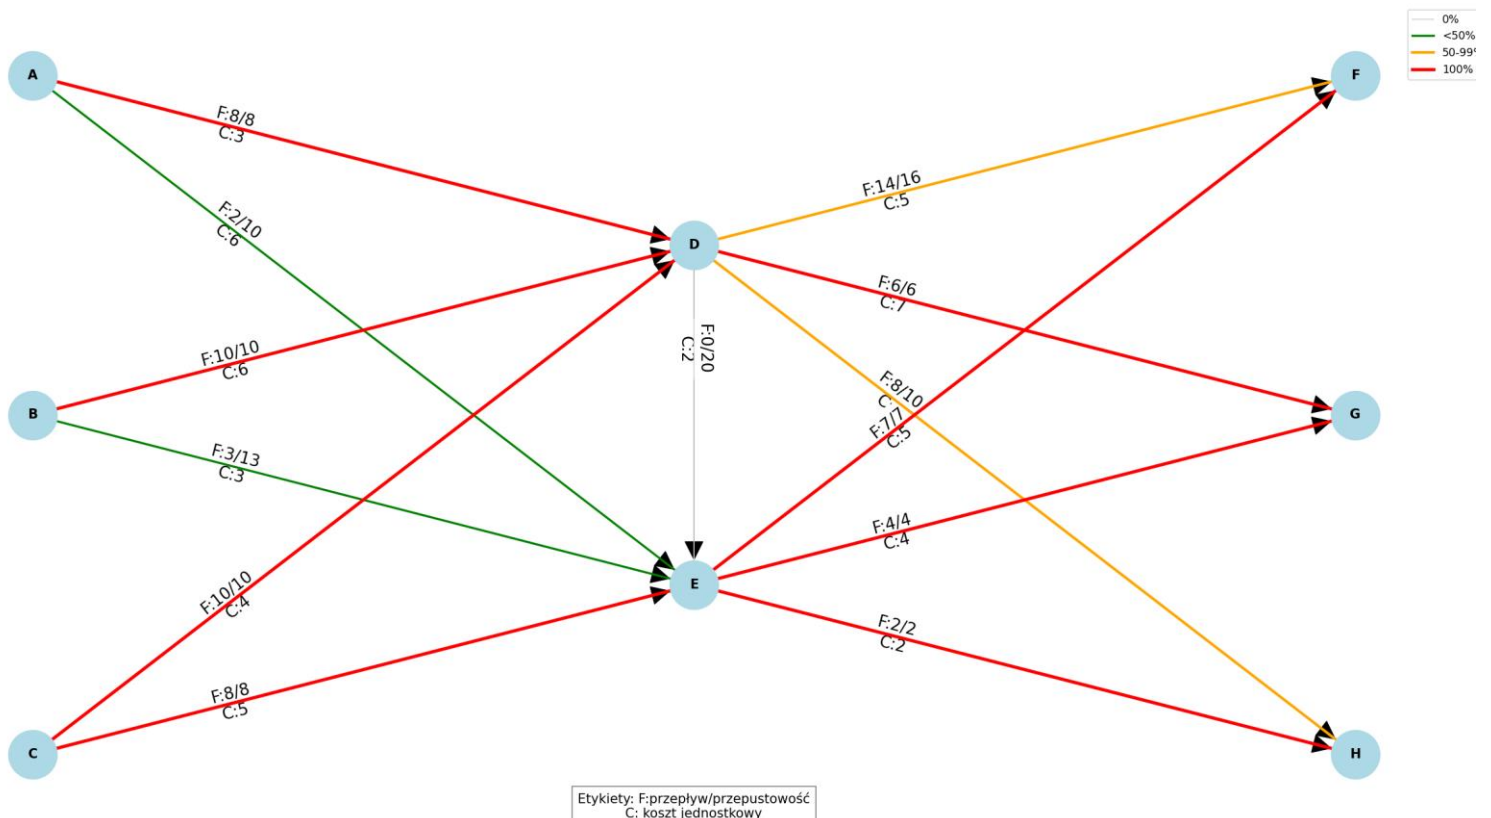 0%
<50%
50-99%
100%
A
F
F:8/8
C:3
F:14/16
C:5
F:2/10
C:6
D
F:6/6
C:7
F:0/20
C:2
F:10/10
C:6
F:8/10
C:
F:7/7
C:5
B
G
F:3/13
C:3
F:4/4
C:4
F:10/10
C:4
E
F:2/2
C:2
F:8/8
C:5
C
H
Etykiety: F:przepływ/przepustowość
C: koszt jednostkowy